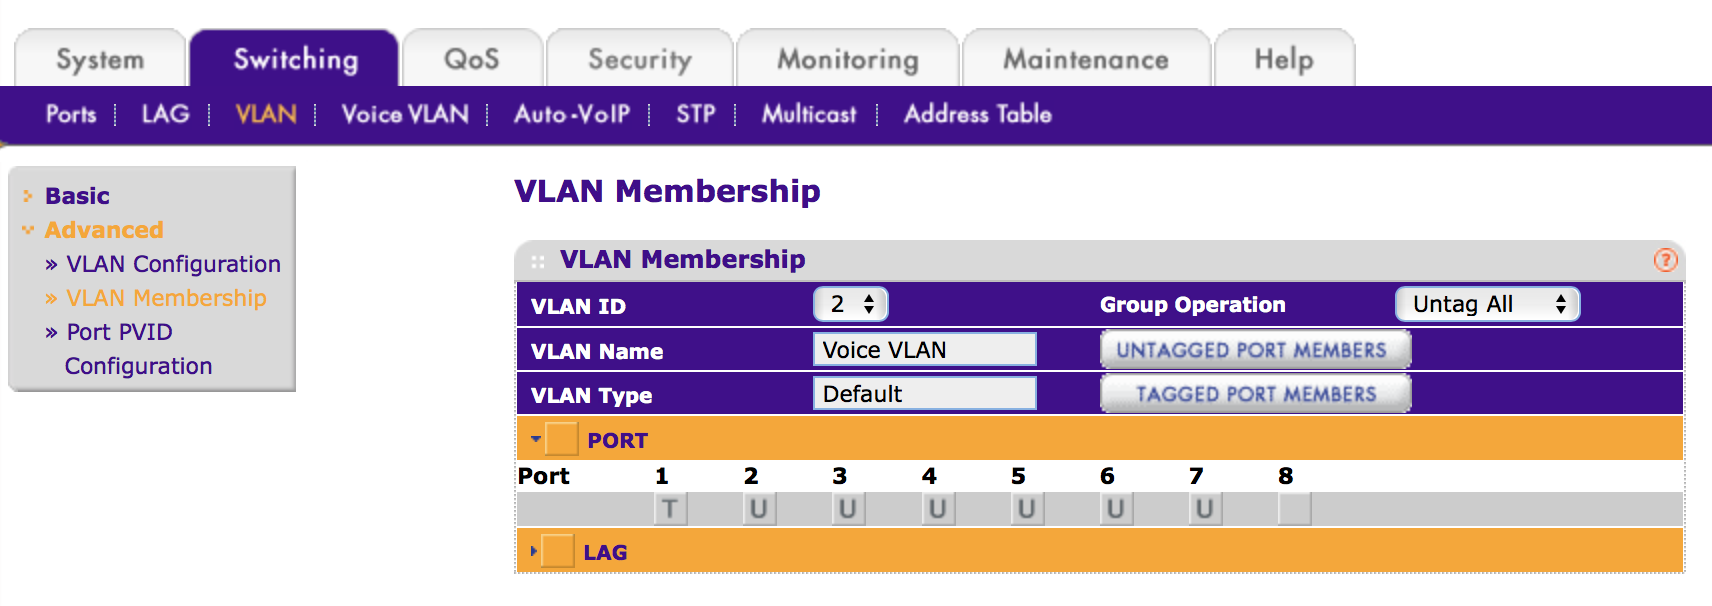 System Switching QoS Security Monitoring Maintenance Help
Ports LAG VLAN Voice VLAN Auto-VoIP STP Multicast Address Table
Basic
Advanced
» VLAN Configuration
» VLAN Membership
» Port PVID
Configuration
VLAN Membership
VLAN Membership ?
VLAN ID 2 Group Operation Untag All
VLAN Name Voice VLAN UNTAGGED PORT MEMBERS
VLAN Type Default TAGGED PORT MEMBERS
PORT
Port 1 2 3 4 5 6 7 8
T U U U U U U
LAG